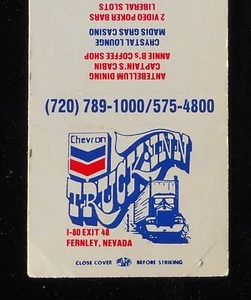 ANTEBELLUM DINING
CAPTAIN'S CABIN
ANNIE B'S COFFEE SHOP
CRYSTAL LOUNGE
MADIS GRAS CASINO
2 VIDEO POKER BARS
LIBERAL SLOTS
(720) 789-1000/575-4800
Chevron
TRUCK INN
I-80 EXIT 48
FERNLEY, NEVADA
CLOSE COVER BEFORE STRIKING